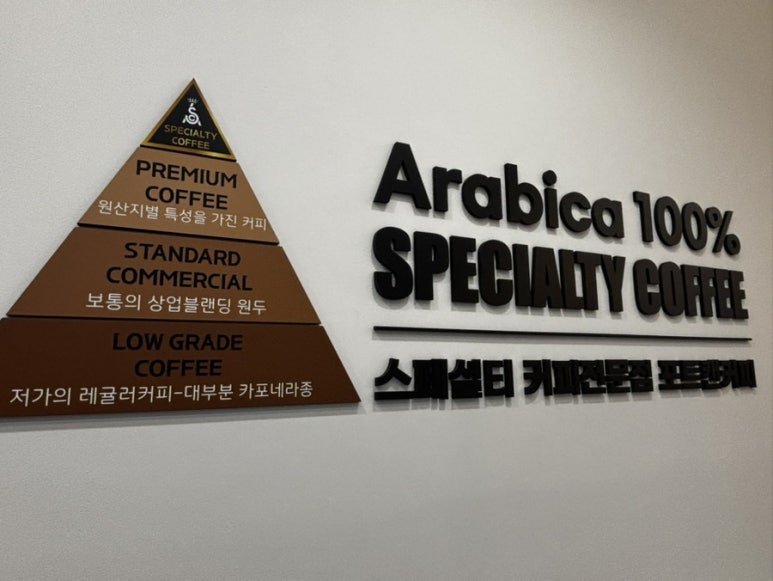 SPECIALTY
COFFEE
PREMIUM
COFFEE
원산지별 특성을 가진 커피
STANDARD
COMMERCIAL
보통의 상업블랜딩 원두
LOW GRADE
COFFEE
저가의 레귤러커피-대부분 카포네라종
Arabica 100%
SPECIALTY COFFEE
스페셜티 커피전문점 포트캔커피